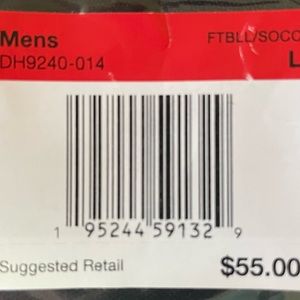 Mens FTBLL/SOCC
DH9240-014 L
1 95244 59132 9
Suggested Retail $55.00